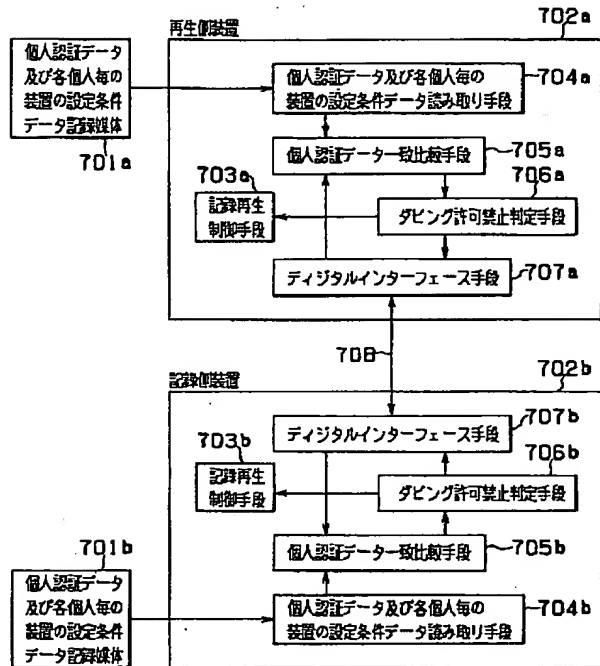 再生側装置
702a
個人認証データ
及び各個人毎の
装置の設定条件
データ記録媒体
701a
個人認証データ及び各個人毎の
装置の設定条件データ読み取り手段
704a
個人認証データ一致比較手段
705a
703a
706a
記録再生
制御手段
ダビング許可禁止判定手段
ディジタルインターフェース手段
707a
708
記録側装置
702b
ディジタルインターフェース手段
707b
703b
706b
記録再生
制御手段
ダビング許可禁止判定手段
個人認証データ一致比較手段
705b
701b
個人認証データ
及び各個人毎の
装置の設定条件
データ記録媒体
個人認証データ及び各個人毎の
装置の設定条件データ読み取り手段
704b